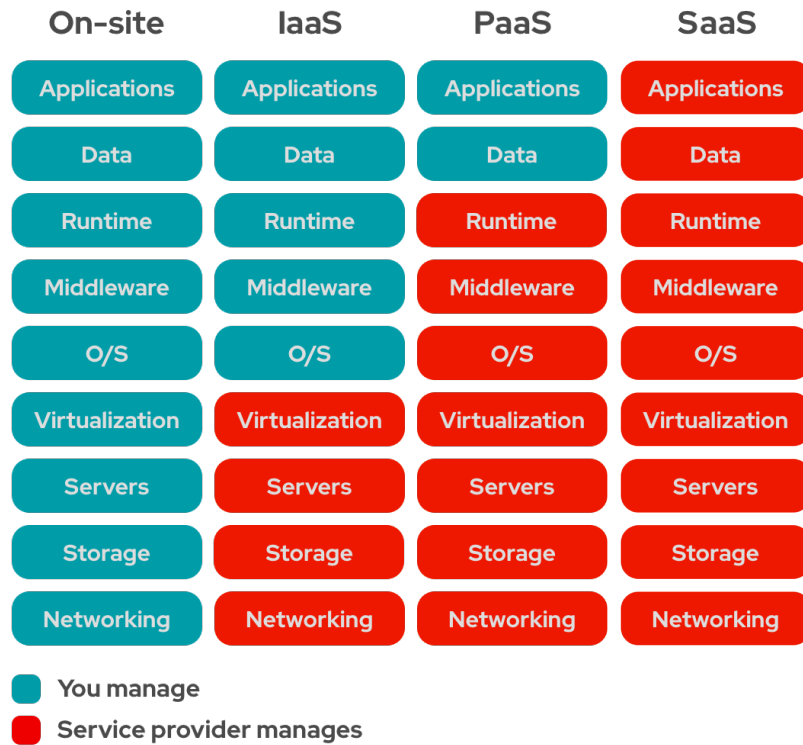 On-site IaaS PaaS SaaS
Applications Applications Applications Applications
Data Data Data Data
Runtime Runtime Runtime Runtime
Middleware Middleware Middleware Middleware
O/S O/S O/S O/S
Virtualization Virtualization Virtualization Virtualization
Servers Servers Servers Servers
Storage Storage Storage Storage
Networking Networking Networking Networking
You manage
Service provider manages